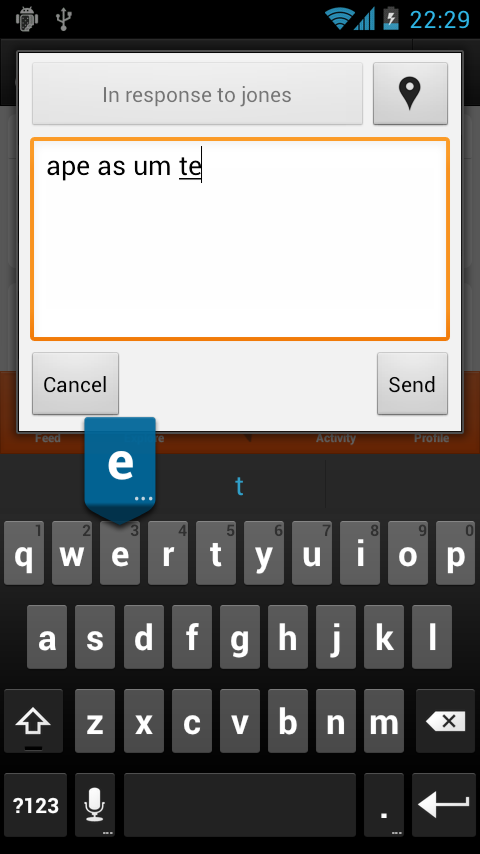 22:29
In response to jones
ape as um te
Cancel Send
Feed Activity Profile
e
...
t
1 2 3 4 5 6 7 8 9 0
q w e r t y u i o p
a s d f g h j k l
z x c v b n m
?123 ... . ...